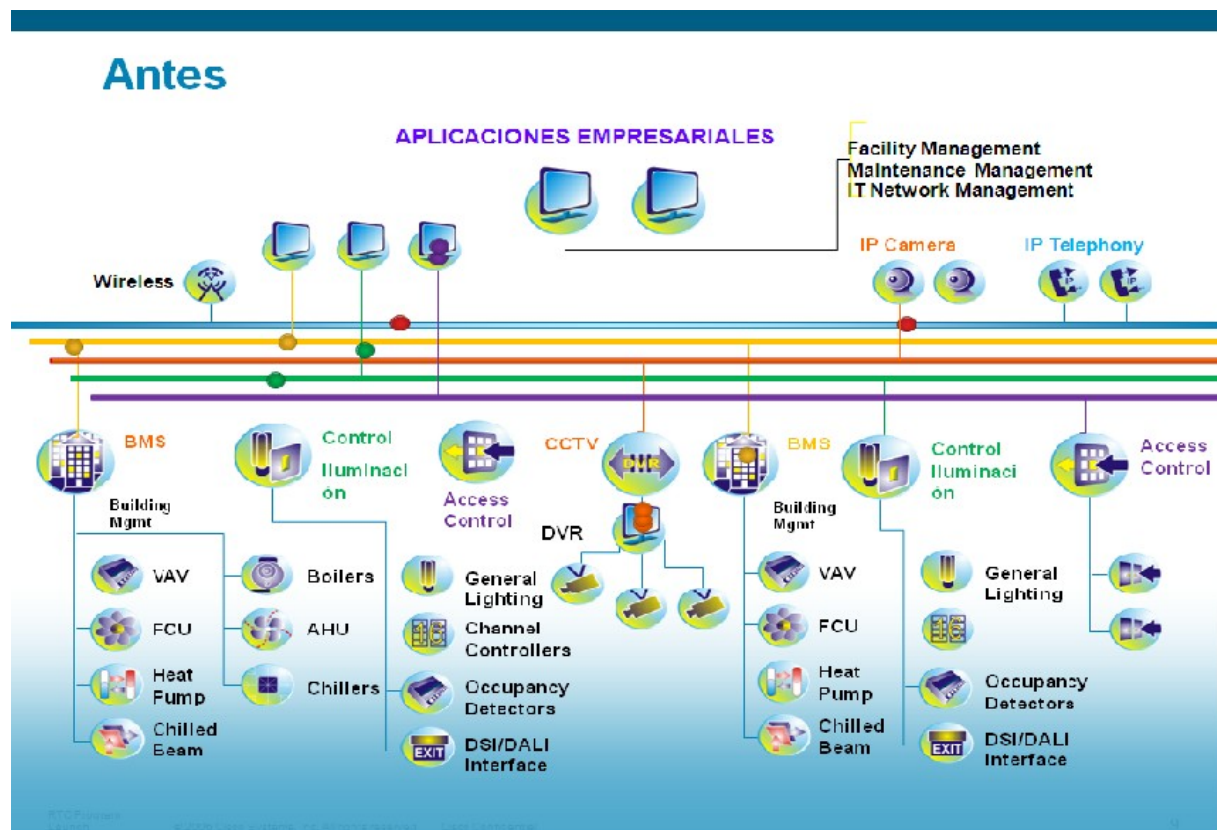 Antes
APLICACIONES EMPRESARIALES
Facility Management
Maintenance Management
IT Network Management
IP Camera
IP Telephony
Wireless
IP
IP
BMS
Building
Mgmt
Control
Iluminaci
ón
Access
Control
CCTV
DVR
DVR
BMS
Building
Mgmt
Control
Iluminaci
ón
Access
Control
VAV
FCU
Heat
Pump
Chilled
Beam
Boilers
AHU
Chillers
General
Lighting
Channel
Controllers
Occupancy
Detectors
EXIT
DSI/DALI
Interface
VAV
FCU
Heat
Pump
Chilled
Beam
General
Lighting
Occupancy
Detectors
EXIT
DSI/DALI
Interface